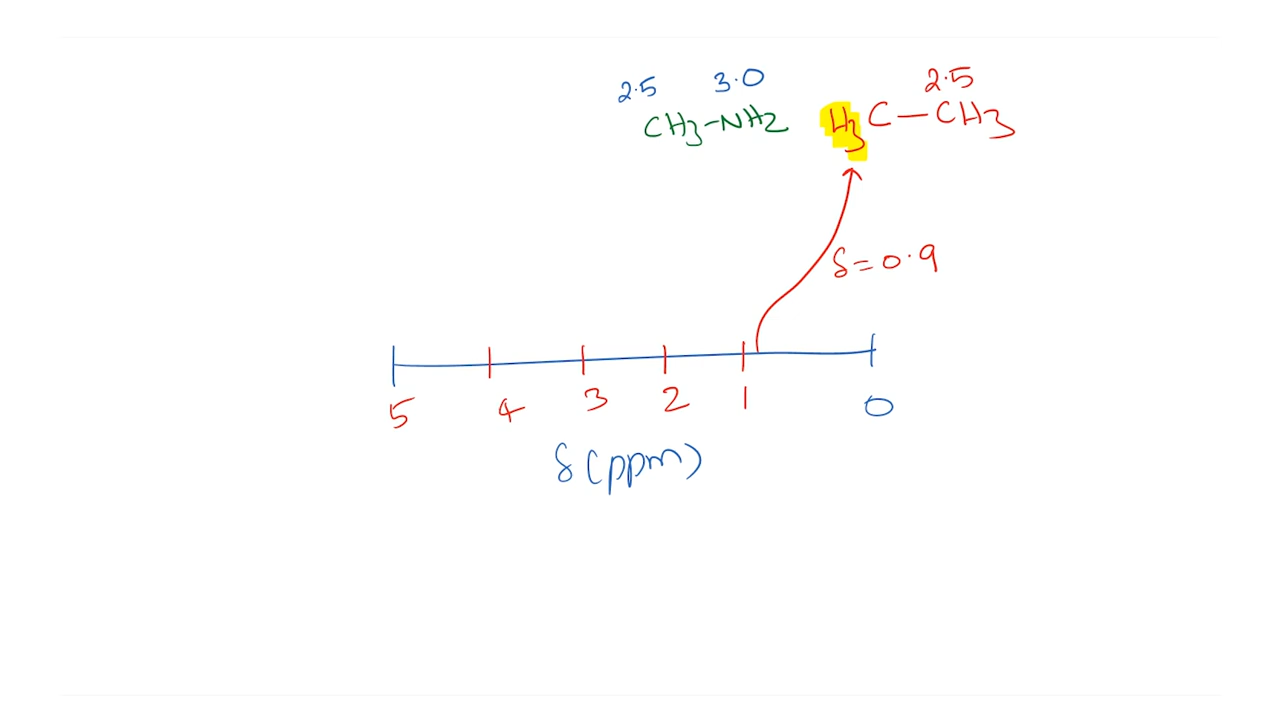 2.5 3.0 2.5
CH3-NH2 H3C-CH3
δ=0.9
5 4 3 2 1 0
δ(ppm)